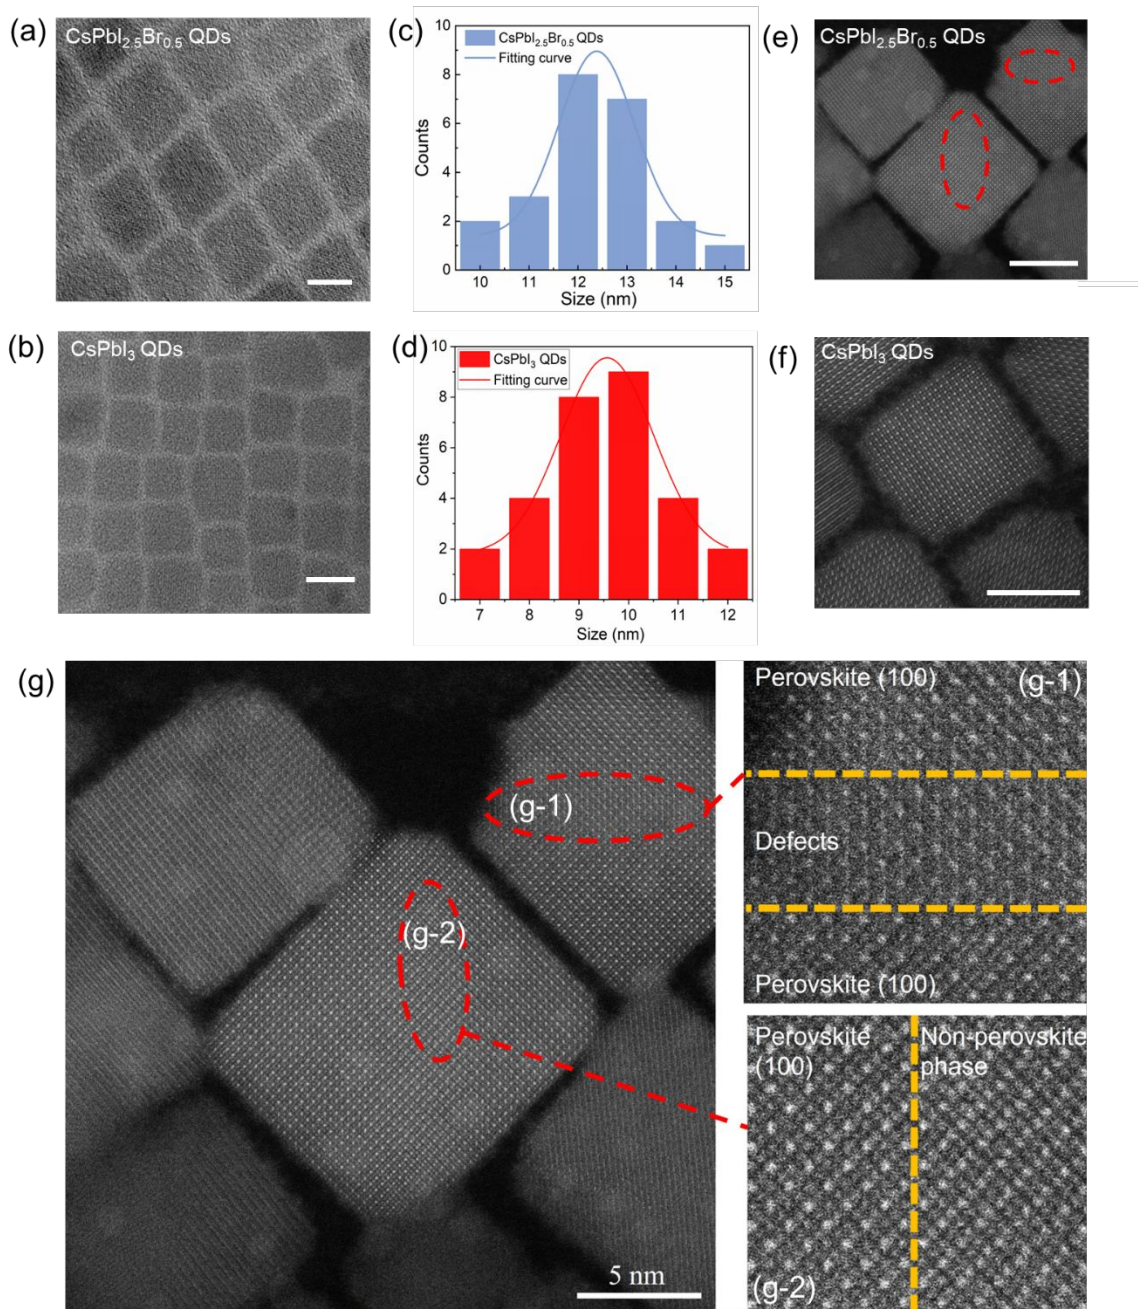 (a)
CsPbI₂.₅Br₀.₅ QDs
(c)
10
8
6
4
2
0
Counts
CsPbI₂.₅Br₀.₅ QDs
Fitting curve
10 11 12 13 14 15
Size (nm)
(e)
CsPbI₂.₅Br₀.₅ QDs
(b)
CsPbI₃ QDs
(d)
10
8
6
4
2
0
Counts
CsPbI₃ QDs
Fitting curve
7 8 9 10 11 12
Size (nm)
(f)
CsPbI₃ QDs
(g)
(g-1)
(g-2)
5 nm
Perovskite (100)
(g-1)
Defects
Perovskite (100)
Perovskite
(100)
Non-perovskite
phase
(g-2)